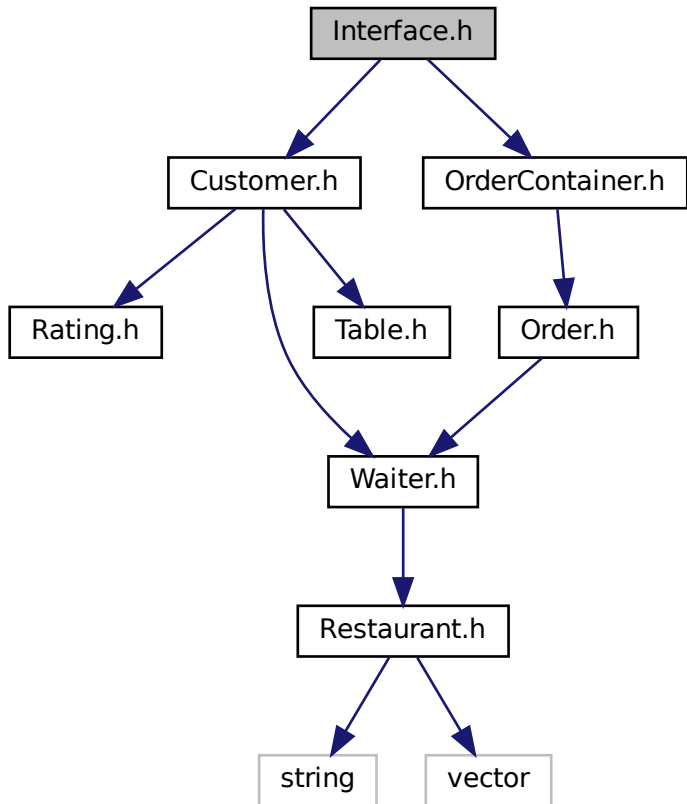 Interface.h
Customer.h
OrderContainer.h
Rating.h
Table.h
Order.h
Waiter.h
Restaurant.h
string
vector